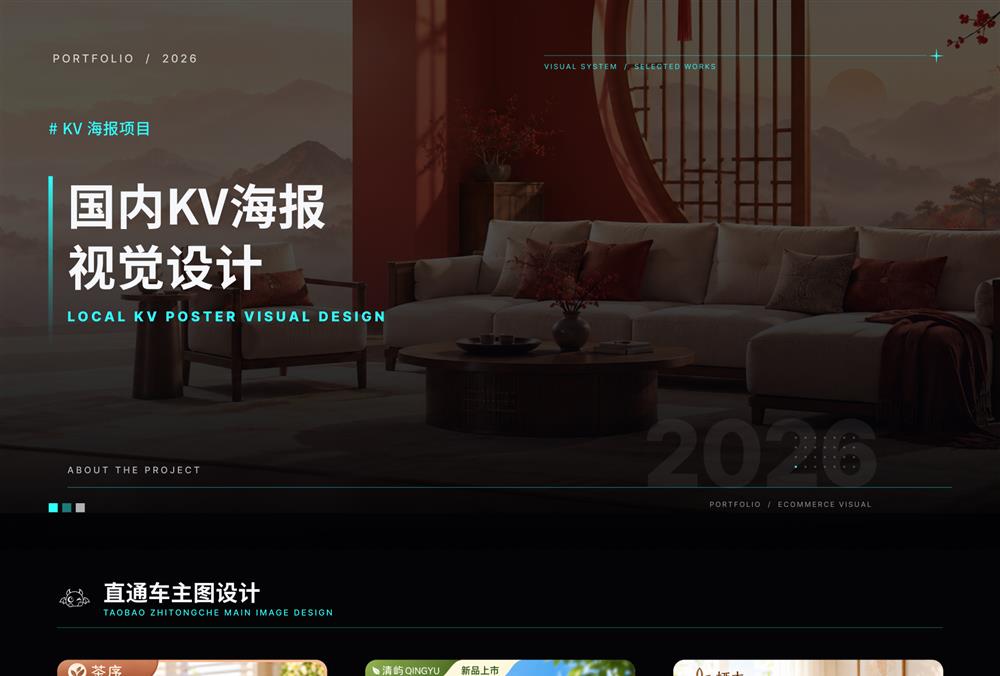 PORTFOLIO / 2026
VISUAL SYSTEM / SELECTED WORKS
# KV 海报项目
国内KV海报
视觉设计
LOCAL KV POSTER VISUAL DESIGN
2026
ABOUT THE PROJECT
PORTFOLIO / ECOMMERCE VISUAL
直通车主图设计
TAOBAO ZHITONGCHE MAIN IMAGE DESIGN
茶序
清屿 QINGYU 新品上市